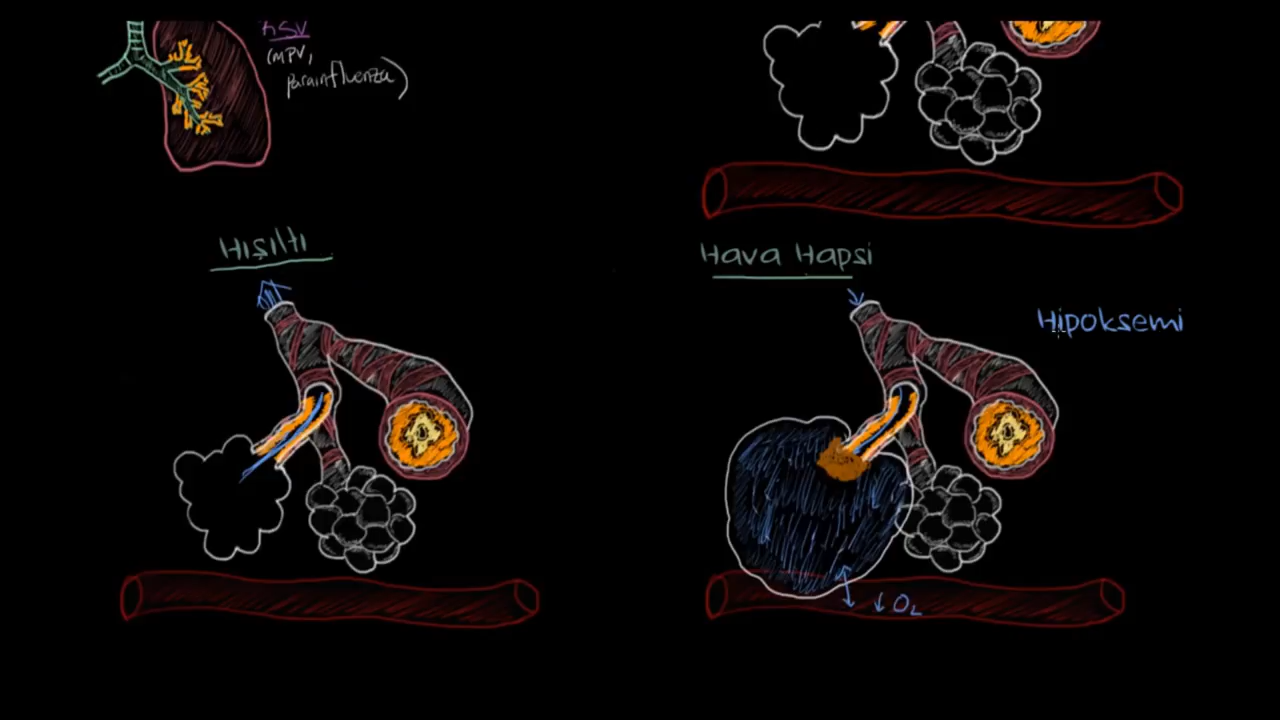 RSV
(MPV,
parainfluenza)
Hışıltı
Hava Hapsi
Hipoksemi
↓ O₂